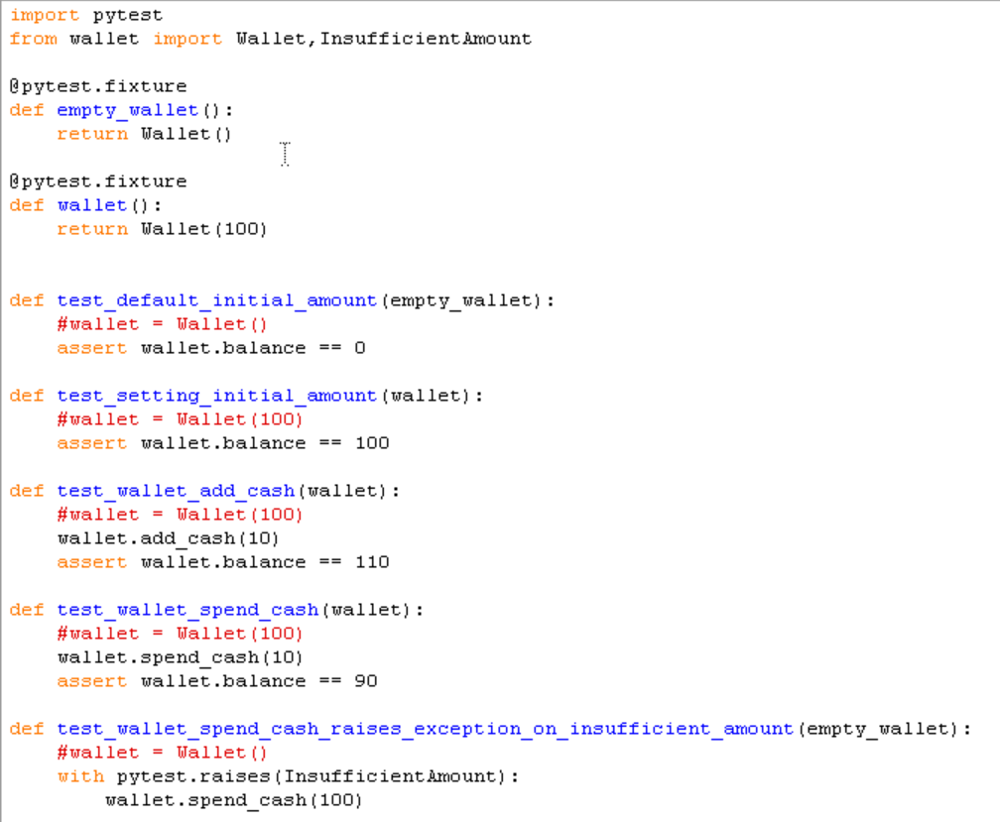 import pytest
from wallet import Wallet,InsufficientAmount

@pytest.fixture
def empty_wallet():
    return Wallet()

@pytest.fixture
def wallet():
    return Wallet(100)


def test_default_initial_amount(empty_wallet):
    #wallet = Wallet()
    assert wallet.balance == 0

def test_setting_initial_amount(wallet):
    #wallet = Wallet(100)
    assert wallet.balance == 100

def test_wallet_add_cash(wallet):
    #wallet = Wallet(100)
    wallet.add_cash(10)
    assert wallet.balance == 110

def test_wallet_spend_cash(wallet):
    #wallet = Wallet(100)
    wallet.spend_cash(10)
    assert wallet.balance == 90

def test_wallet_spend_cash_raises_exception_on_insufficient_amount(empty_wallet):
    #wallet = Wallet()
    with pytest.raises(InsufficientAmount):
        wallet.spend_cash(100)